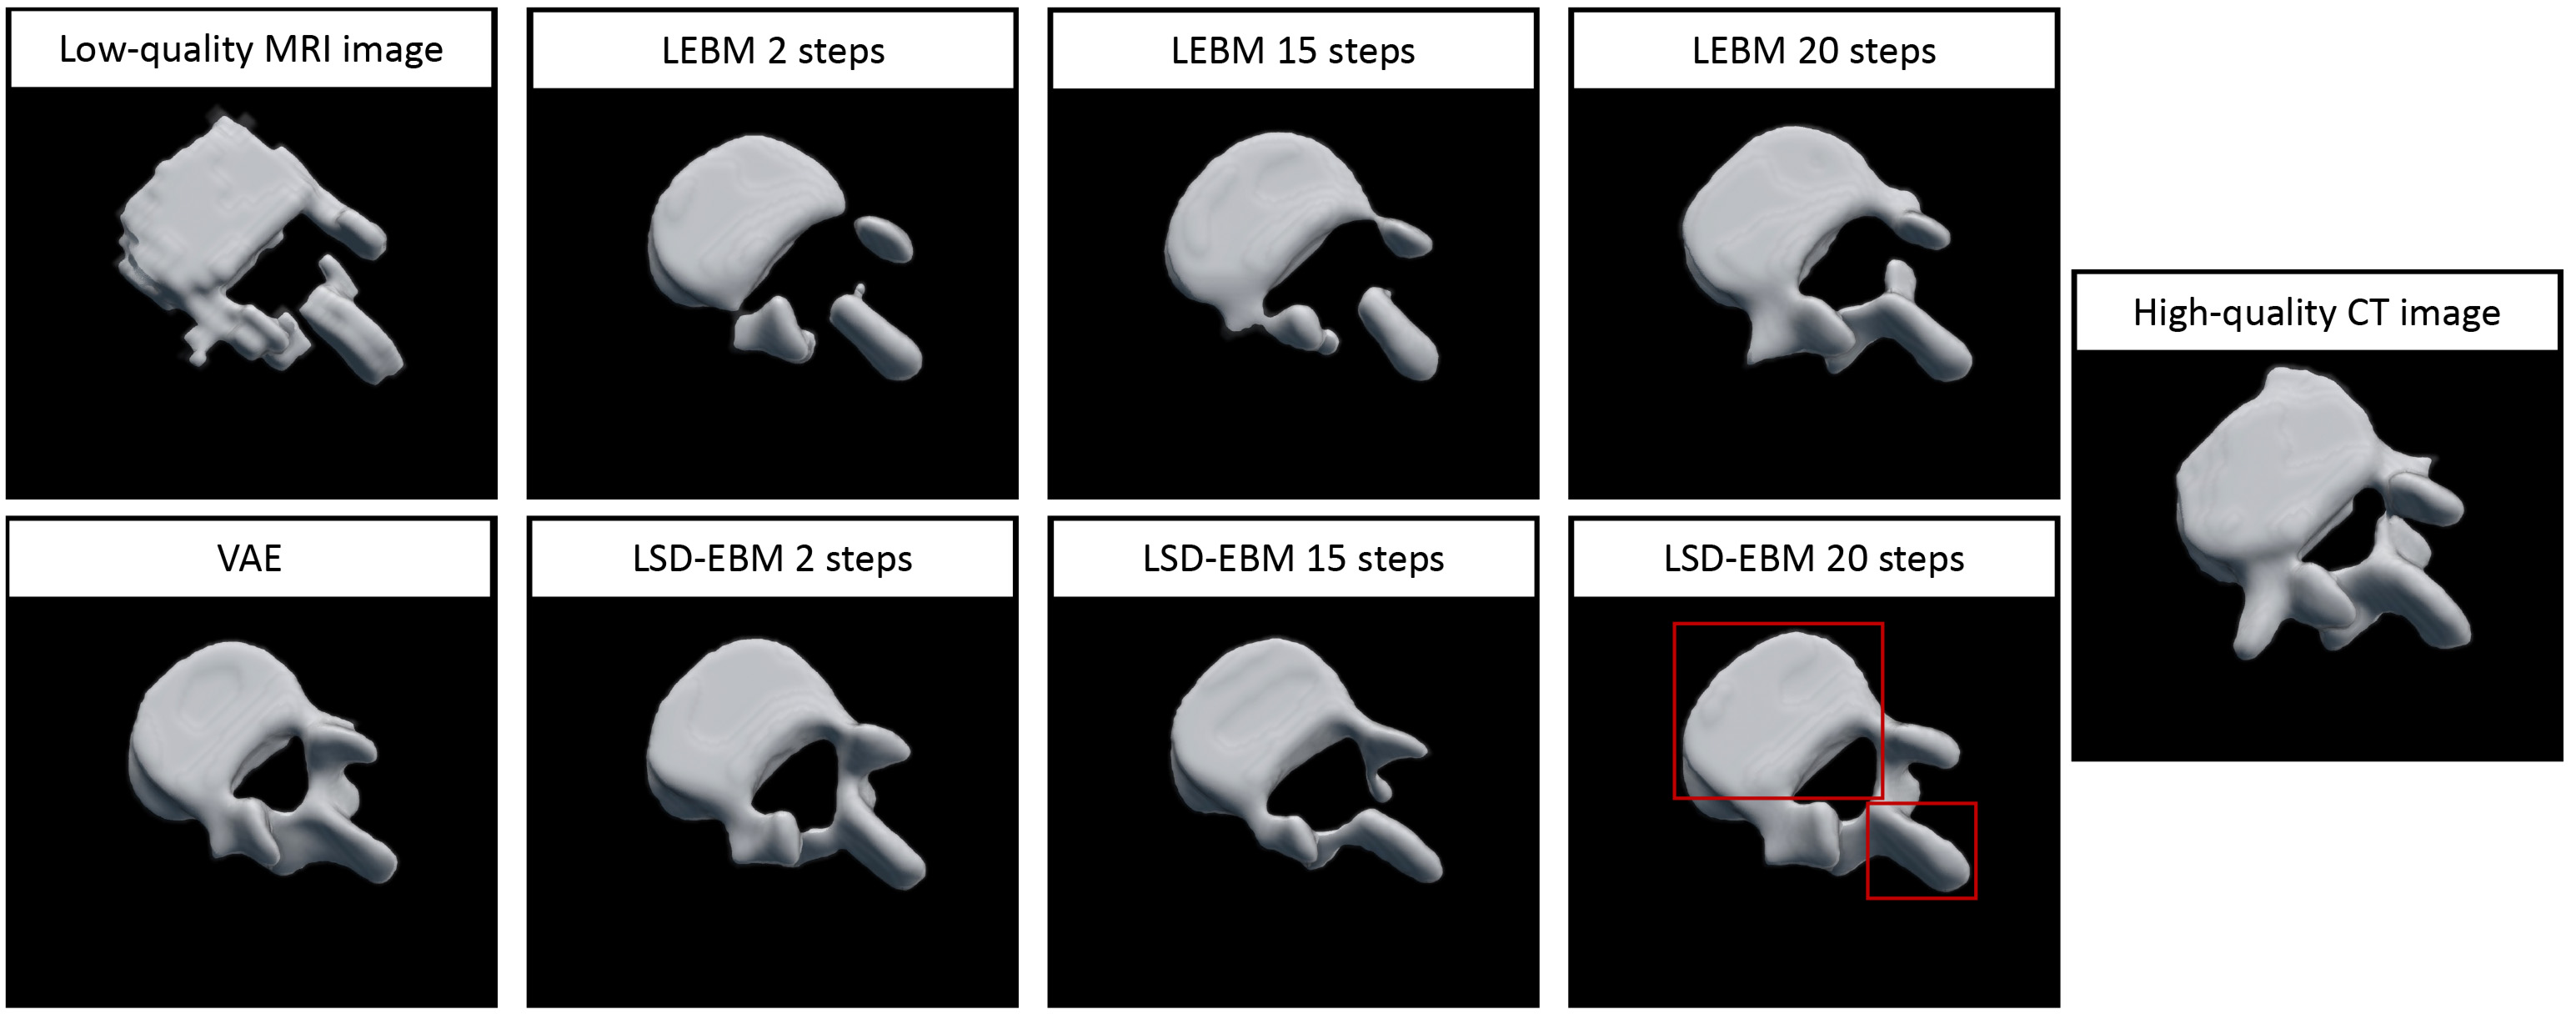 Low-quality MRI image
LEBM 2 steps
LEBM 15 steps
LEBM 20 steps
High-quality CT image
VAE
LSD-EBM 2 steps
LSD-EBM 15 steps
LSD-EBM 20 steps